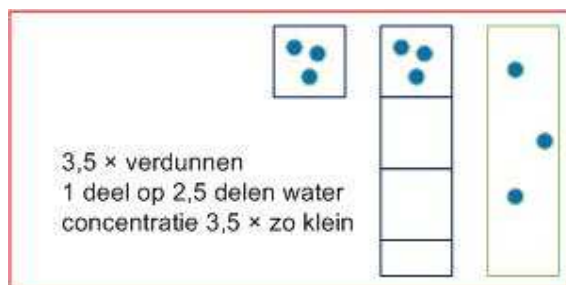 3,5 × verdunnen
1 deel op 2,5 delen water
concentratie 3,5 × zo klein